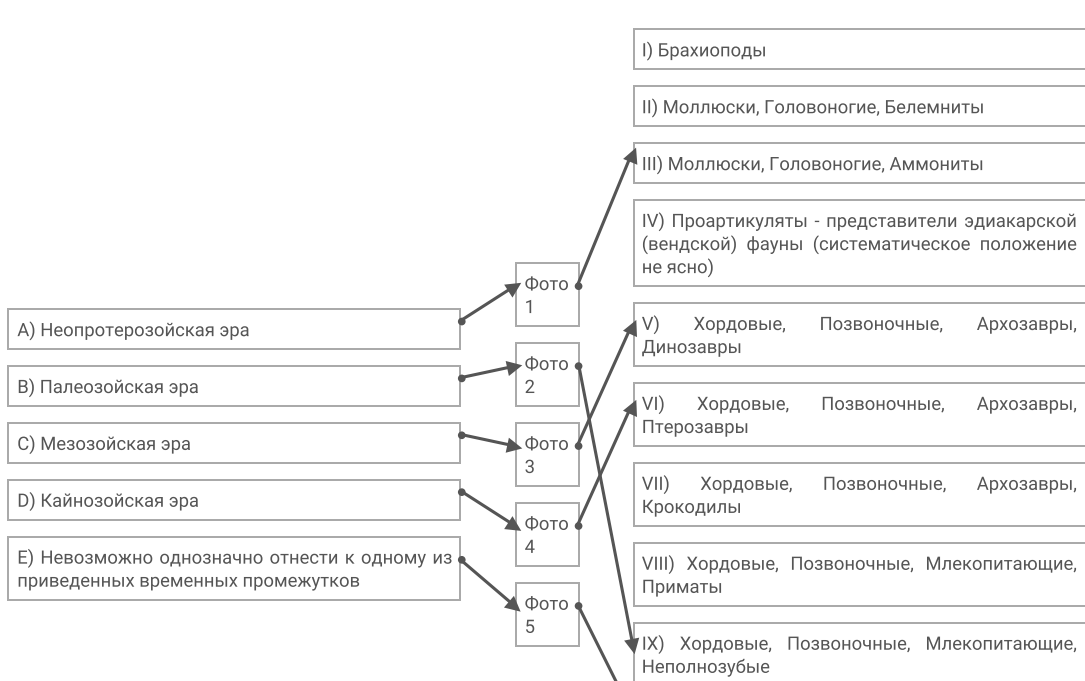 A) Неопротерозойская эра
B) Палеозойская эра
C) Мезозойская эра
D) Кайнозойская эра
E) Невозможно однозначно отнести к одному из
приведенных временных промежутков
Фото
1
Фото
2
Фото
3
Фото
4
Фото
5
I) Брахиоподы
II) Моллюски, Головоногие, Белемниты
III) Моллюски, Головоногие, Аммониты
IV) Проартикуляты - представители эдиакарской
(вендской) фауны (систематическое положение
не ясно)
V) Хордовые, Позвоночные, Архозавры,
Динозавры
VI) Хордовые, Позвоночные, Архозавры,
Птерозавры
VII) Хордовые, Позвоночные, Архозавры,
Крокодилы
VIII) Хордовые, Позвоночные, Млекопитающие,
Приматы
IX) Хордовые, Позвоночные, Млекопитающие,
Неполнозубые